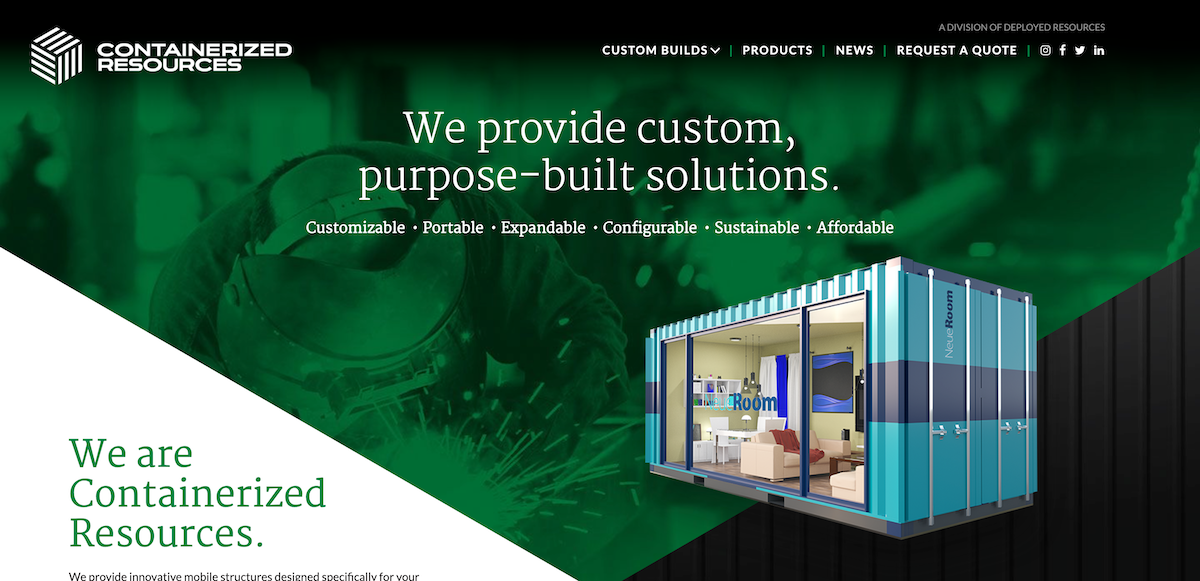 A DIVISION OF DEPLOYED RESOURCES
CONTAINERIZED
RESOURCES
CUSTOM BUILDS | PRODUCTS | NEWS | REQUEST A QUOTE |
We provide custom,
purpose-built solutions.
Customizable • Portable • Expandable • Configurable • Sustainable • Affordable
NeueRoom
Room
We are
Containerized
Resources.
We provide innovative mobile structures designed specifically for your